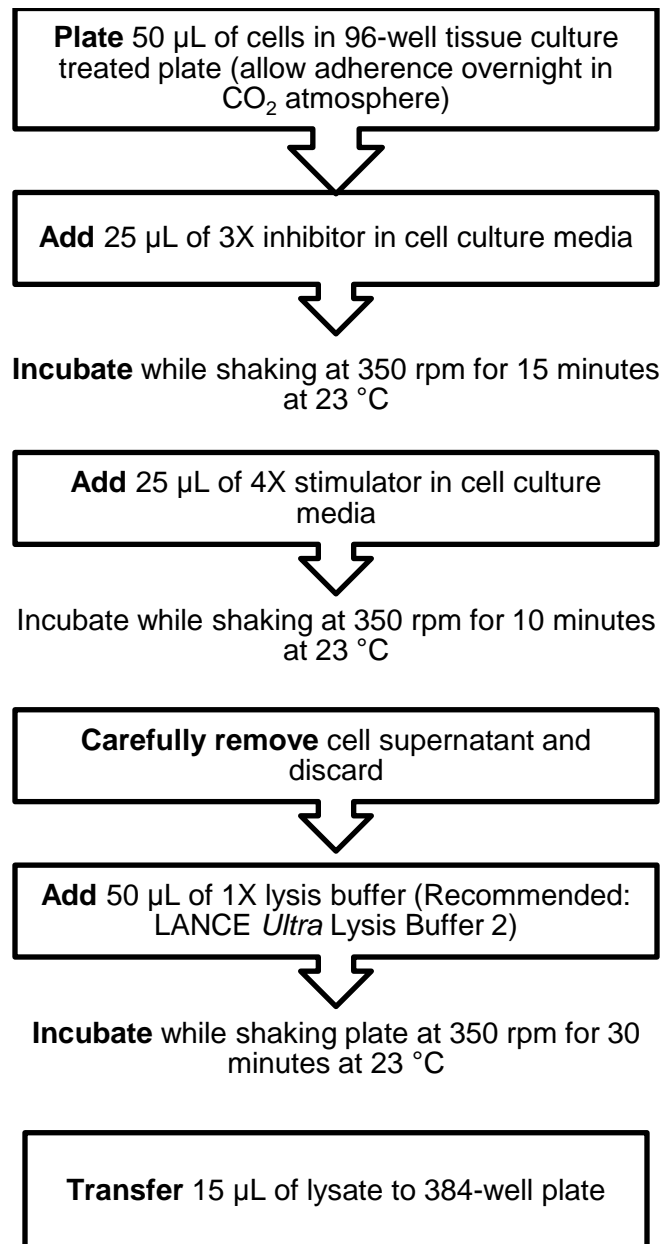 Plate 50 µL of cells in 96-well tissue culture
treated plate (allow adherence overnight in
CO₂ atmosphere)
Add 25 µL of 3X inhibitor in cell culture media
Incubate while shaking at 350 rpm for 15 minutes
at 23 °C
Add 25 µL of 4X stimulator in cell culture
media
Incubate while shaking at 350 rpm for 10 minutes
at 23 °C
Carefully remove cell supernatant and
discard
Add 50 µL of 1X lysis buffer (Recommended:
LANCE Ultra Lysis Buffer 2)
Incubate while shaking plate at 350 rpm for 30
minutes at 23 °C
Transfer 15 µL of lysate to 384-well plate